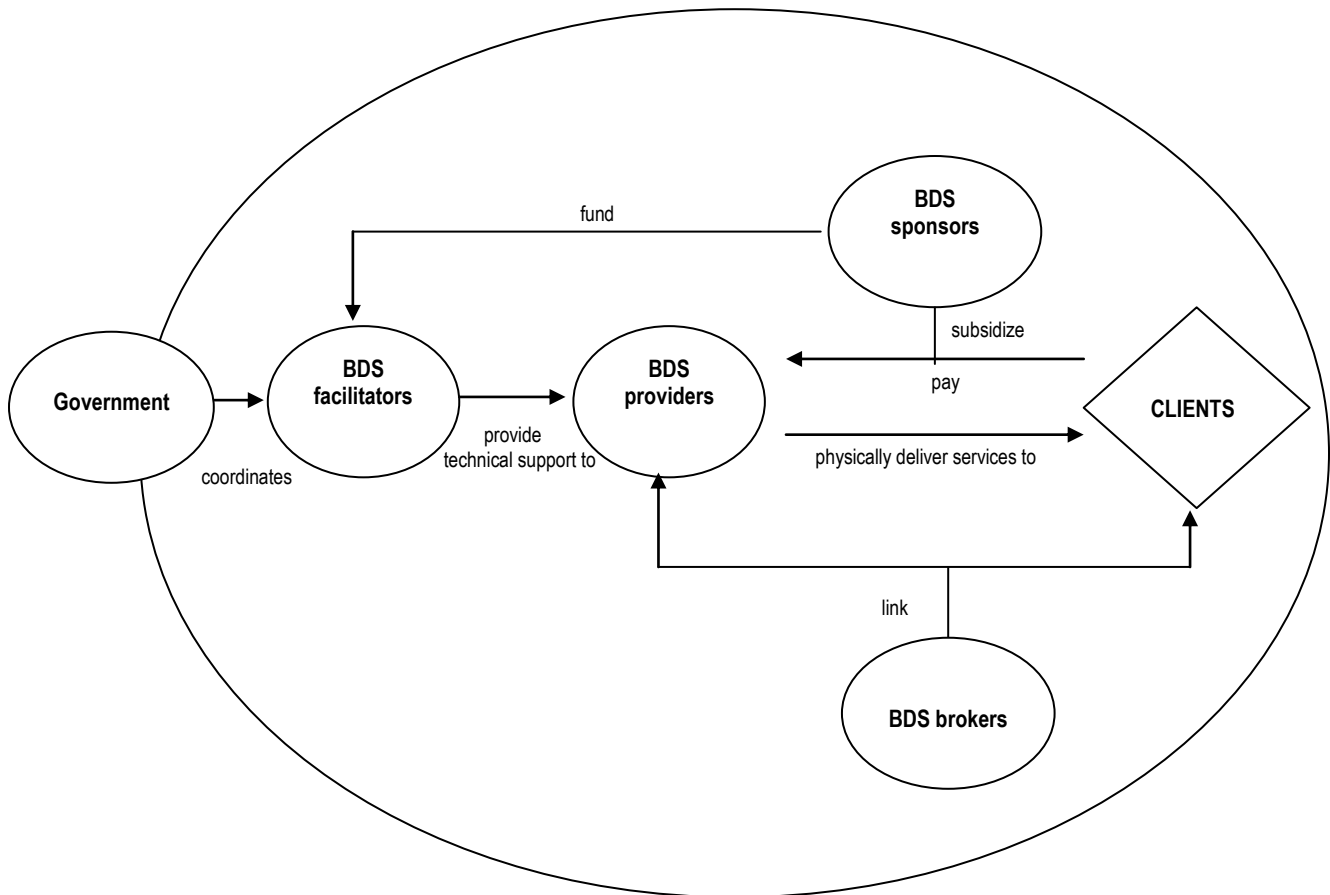 BDS
sponsors
fund
subsidize
BDS
facilitators
BDS
providers
pay
Government
CLIENTS
provide
technical support to
physically deliver services to
coordinates
link
BDS brokers